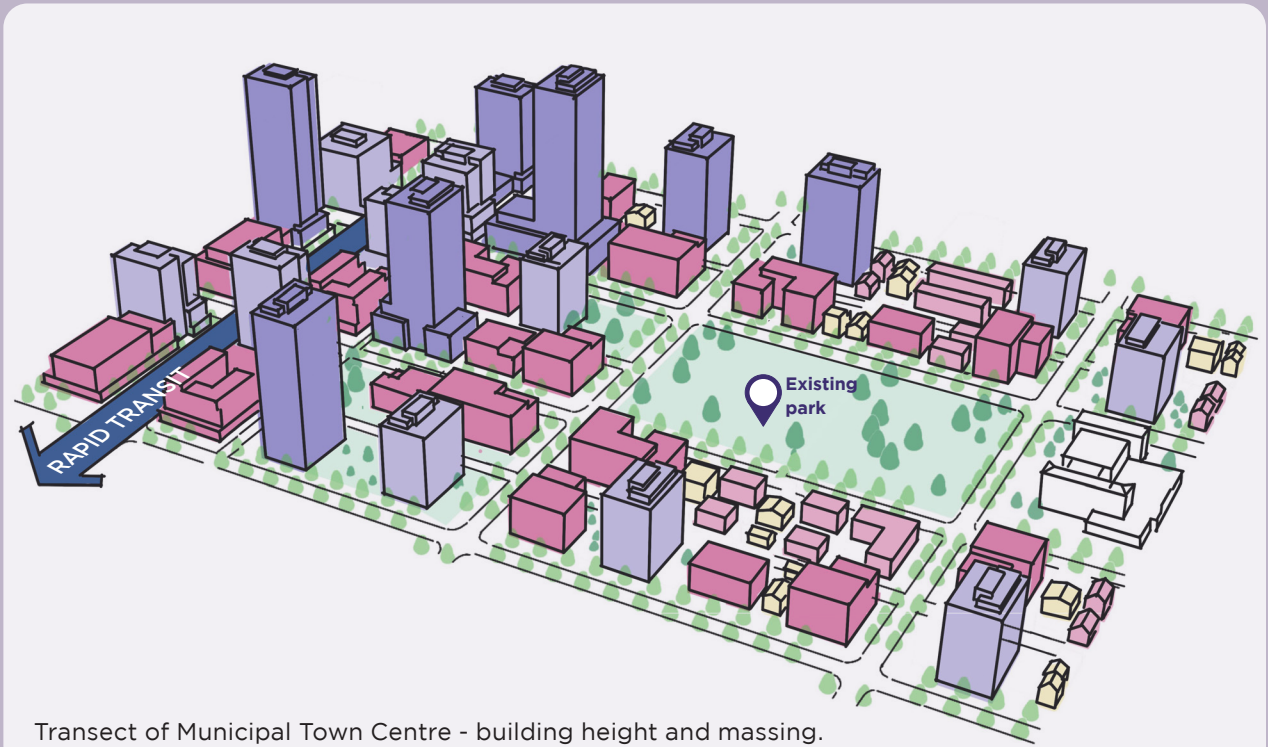 Existing
park
RAPID TRANSIT
Transect of Municipal Town Centre - building height and massing.